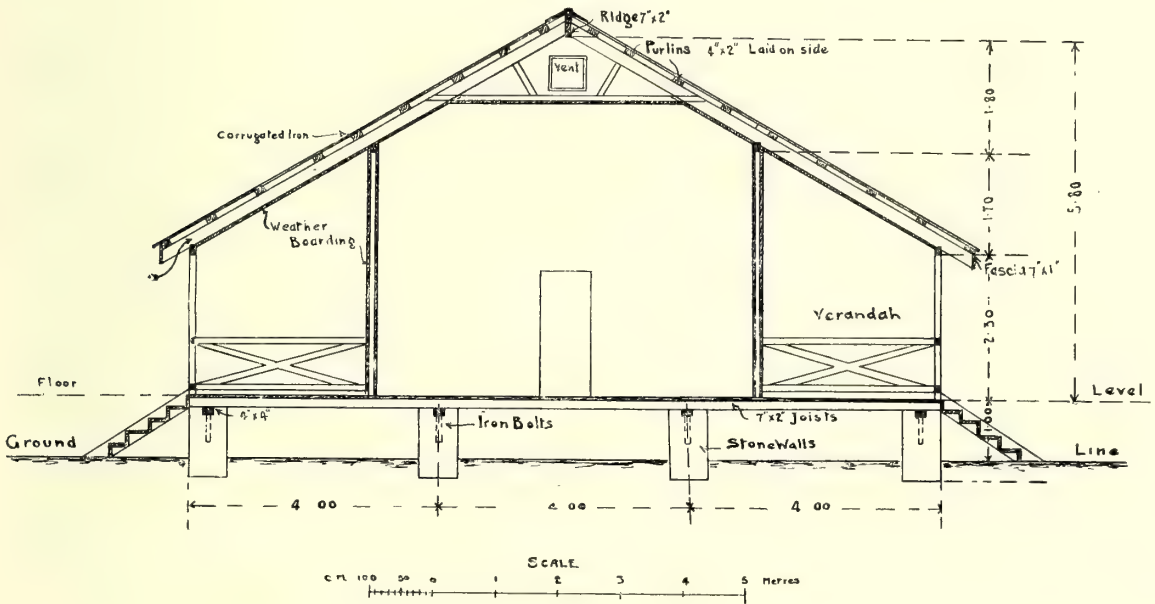 Ridge 7"x2"
Purlins 4"x2" Laid on side
Vent
Corrugated Iron
1·80
5·80
1·70
Weather
Boarding
Fascia 7"x1"
Verandah
2·30
Floor
Level
4"x4"
Iron Bolts
7"x2" Joists
1·00
Ground
Stone Walls
Line
4 00
4 00
4 00
SCALE
CM 100 50 0 1 2 3 4 5 Metres